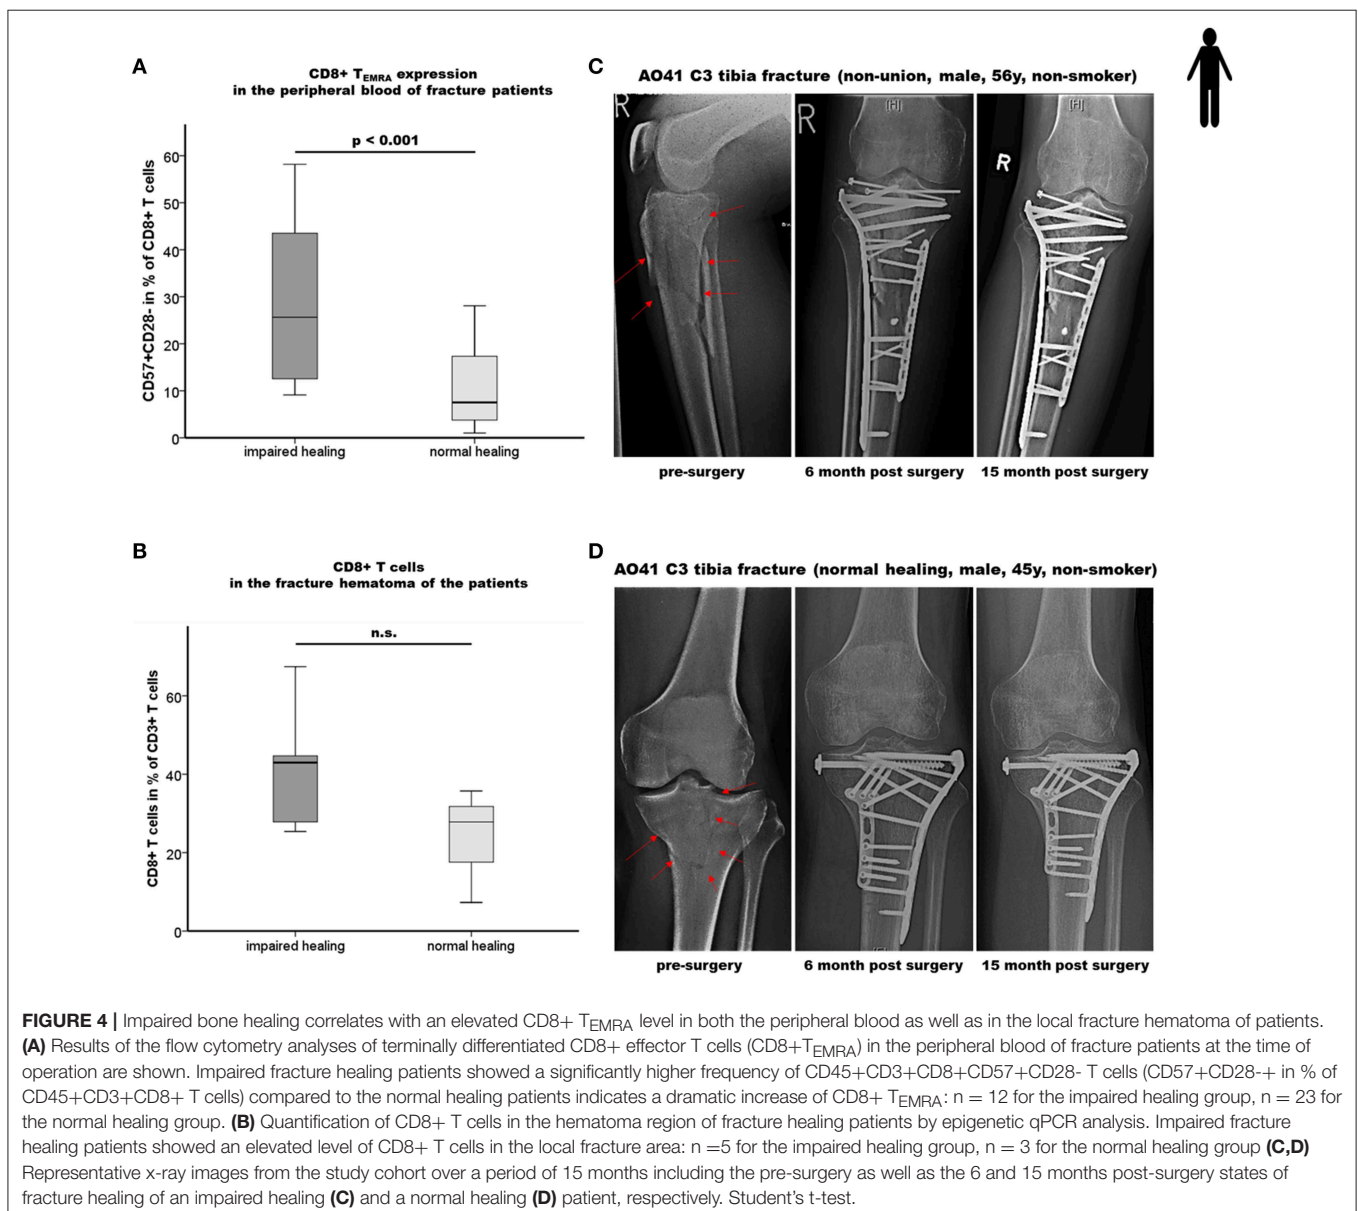 A
CD8+ TEMRA expression
in the peripheral blood of fracture patients
p < 0.001
CD57+CD28- in % of CD8+ T cells
60
50
40
30
20
10
0
impaired healing
normal healing
C
AO41 C3 tibia fracture (non-union, male, 56y, non-smoker)
R
R
[H]
R
[H]
pre-surgery
6 month post surgery
15 month post surgery
B
CD8+ T cells
in the fracture hematoma of the patients
n.s.
CD8+ T cells in % of CD3+ T cells
60
40
20
0
impaired healing
normal healing
D
AO41 C3 tibia fracture (normal healing, male, 45y, non-smoker)
pre-surgery
6 month post surgery
15 month post surgery
FIGURE 4 | Impaired bone healing correlates with an elevated CD8+ TEMRA level in both the peripheral blood as well as in the local fracture hematoma of patients.
(A) Results of the flow cytometry analyses of terminally differentiated CD8+ effector T cells (CD8+TEMRA) in the peripheral blood of fracture patients at the time of
operation are shown. Impaired fracture healing patients showed a significantly higher frequency of CD45+CD3+CD8+CD57+CD28- T cells (CD57+CD28-+ in % of
CD45+CD3+CD8+ T cells) compared to the normal healing patients indicates a dramatic increase of CD8+ TEMRA: n = 12 for the impaired healing group, n = 23 for
the normal healing group. (B) Quantification of CD8+ T cells in the hematoma region of fracture healing patients by epigenetic qPCR analysis. Impaired fracture
healing patients showed an elevated level of CD8+ T cells in the local fracture area: n =5 for the impaired healing group, n = 3 for the normal healing group (C,D)
Representative x-ray images from the study cohort over a period of 15 months including the pre-surgery as well as the 6 and 15 months post-surgery states of
fracture healing of an impaired healing (C) and a normal healing (D) patient, respectively. Student's t-test.